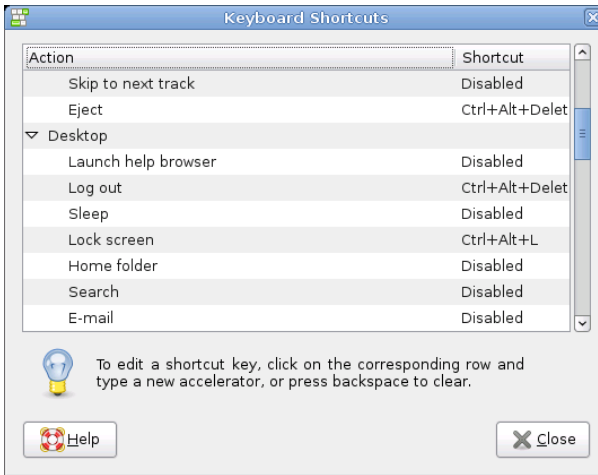 Keyboard Shortcuts
Action Shortcut
Skip to next track Disabled
Eject Ctrl+Alt+Delet
Desktop
Launch help browser Disabled
Log out Ctrl+Alt+Delet
Sleep Disabled
Lock screen Ctrl+Alt+L
Home folder Disabled
Search Disabled
E-mail Disabled
To edit a shortcut key, click on the corresponding row and
type a new accelerator, or press backspace to clear.
Help Close